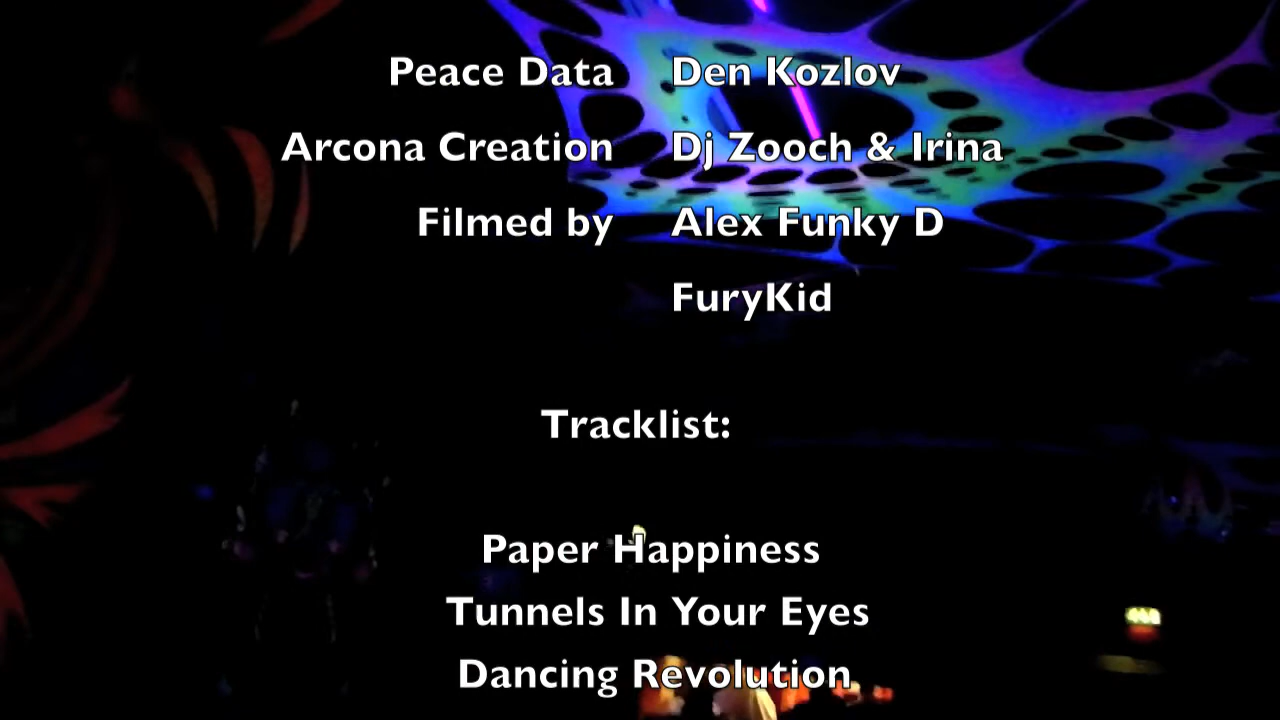 Peace Data Den Kozlov
Arcona Creation Dj Zooch & Irina
Filmed by Alex Funky D
FuryKid
Tracklist:
Paper Happiness
Tunnels In Your Eyes
Dancing Revolution